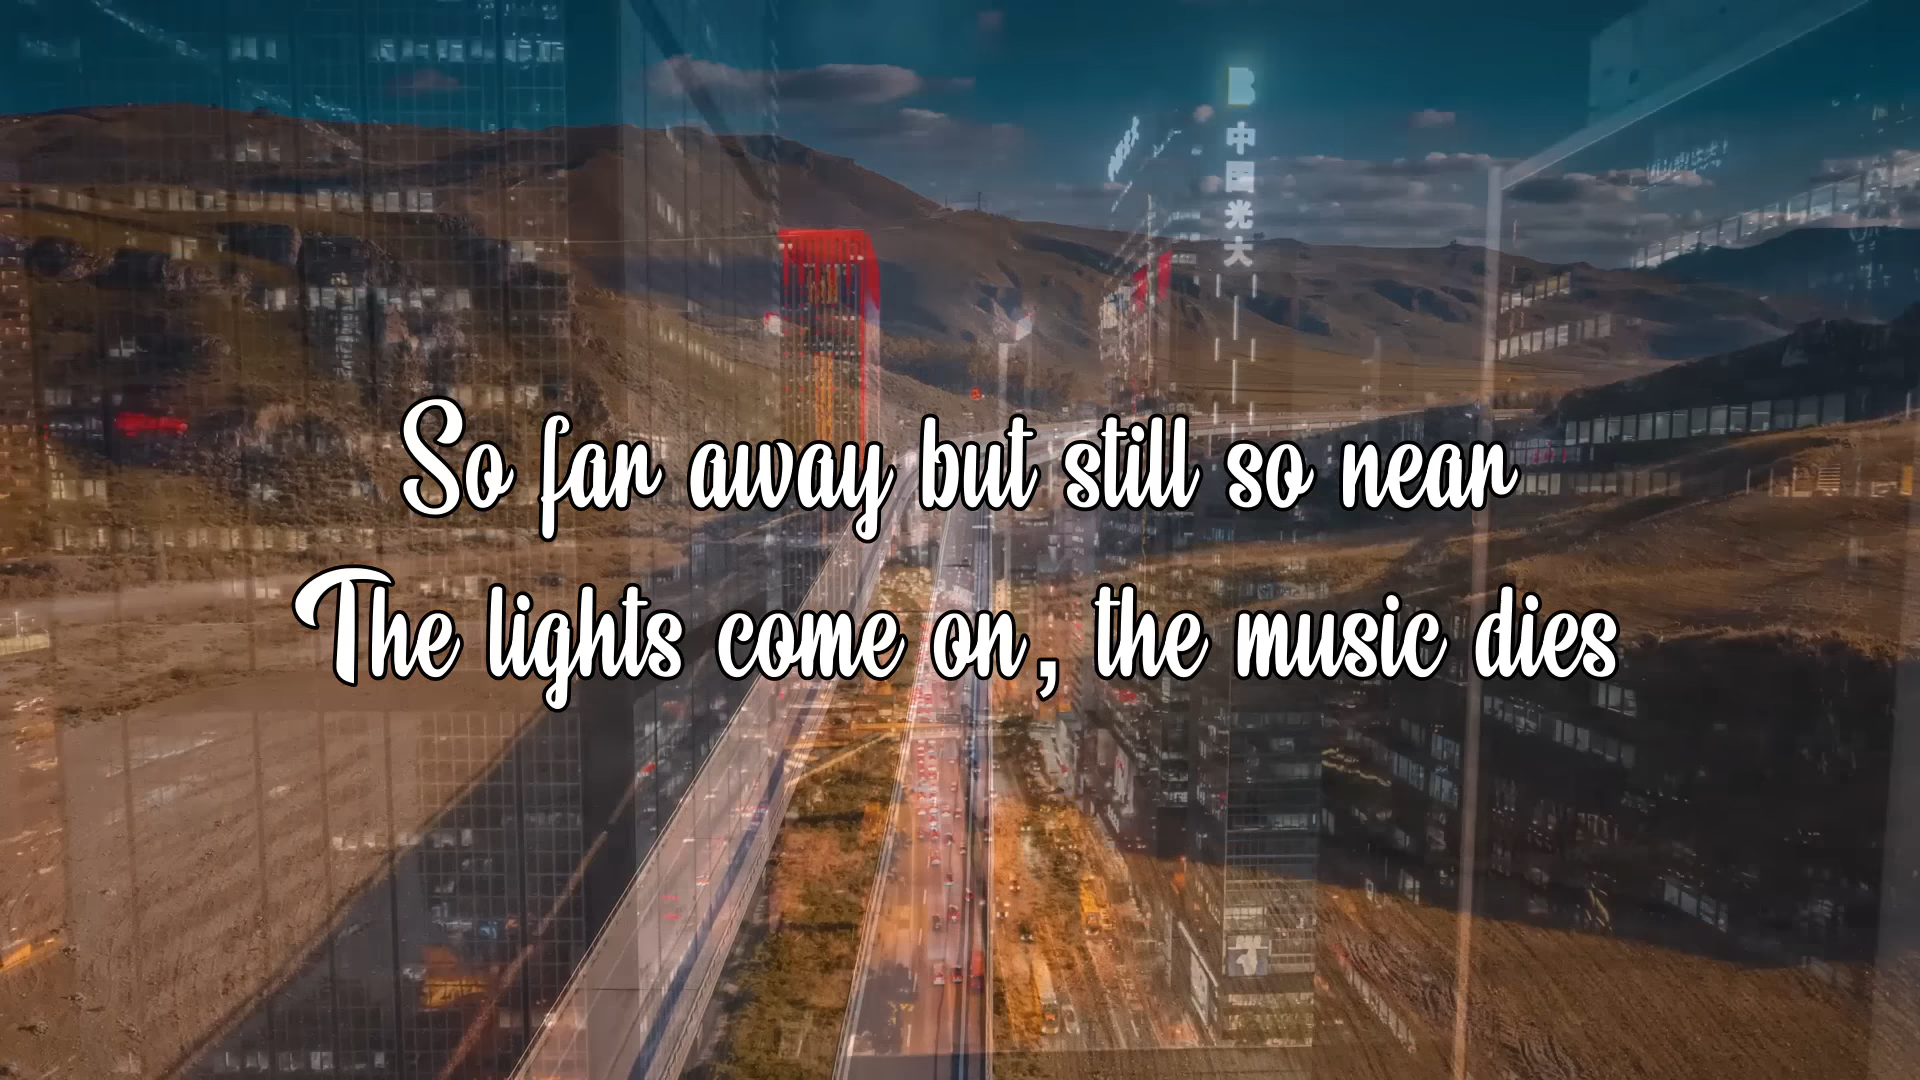 B
中
国
光
大
So far away but still so near
The lights come on, the music dies